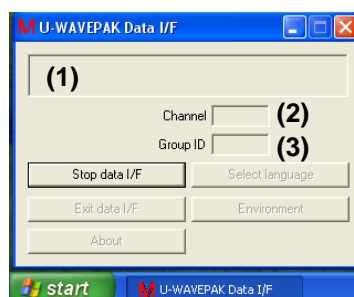 M U-WAVEPAK Data I/F
(1)
Channel (2)
Group ID (3)
Stop data I/F Select language
Exit data I/F Environment
About
start M U-WAVEPAK Data I/F